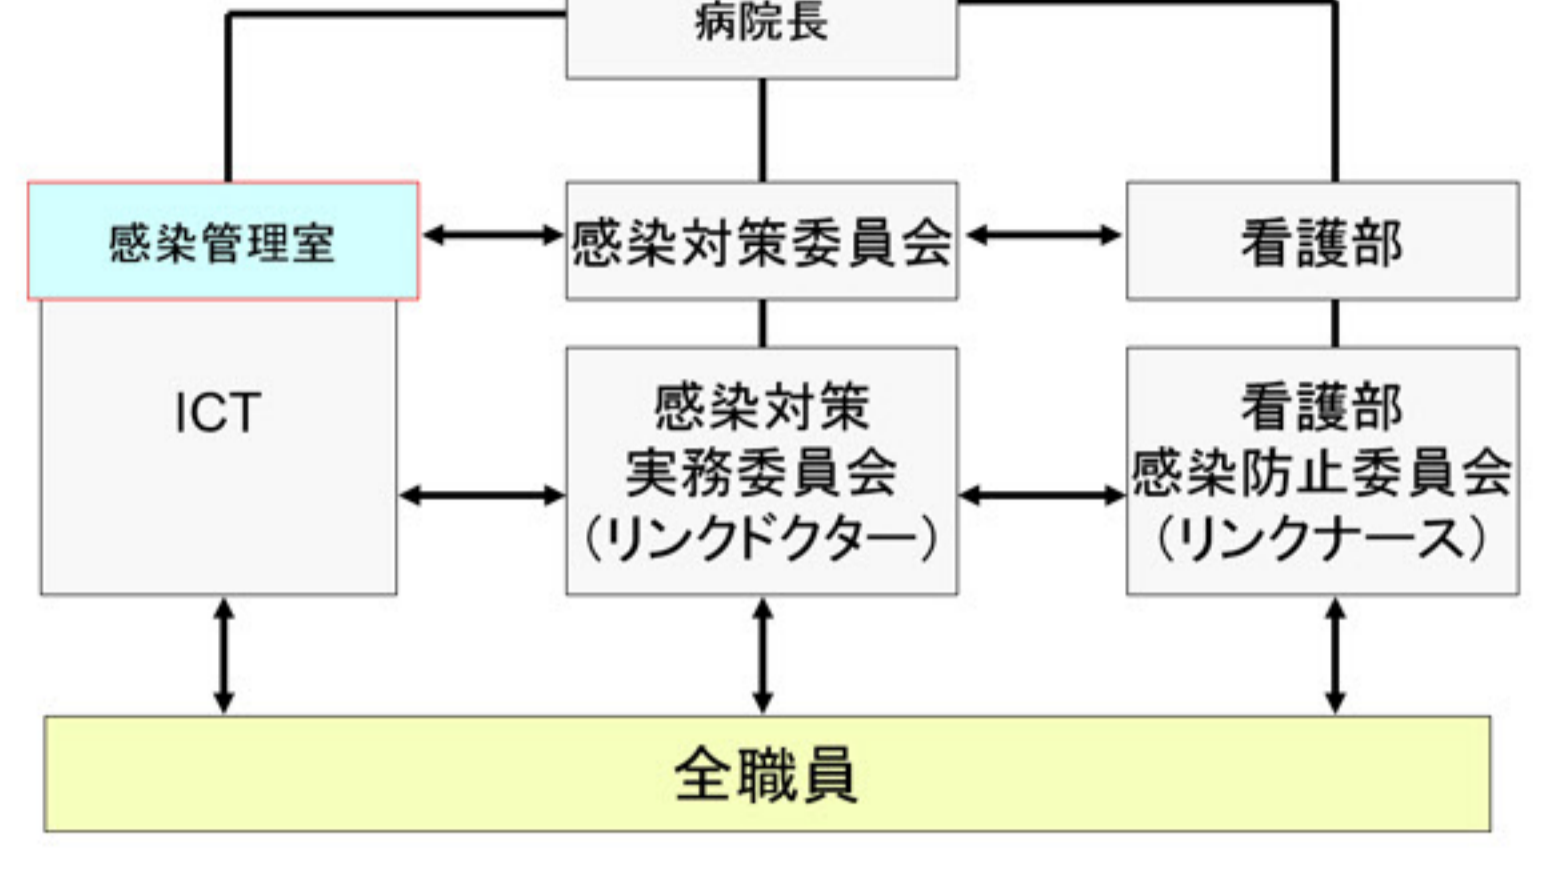 病院長
感染管理室
感染対策委員会
看護部
ICT
感染対策
実務委員会
（リンクドクター）
看護部
感染防止委員会
（リンクナース）
全職員